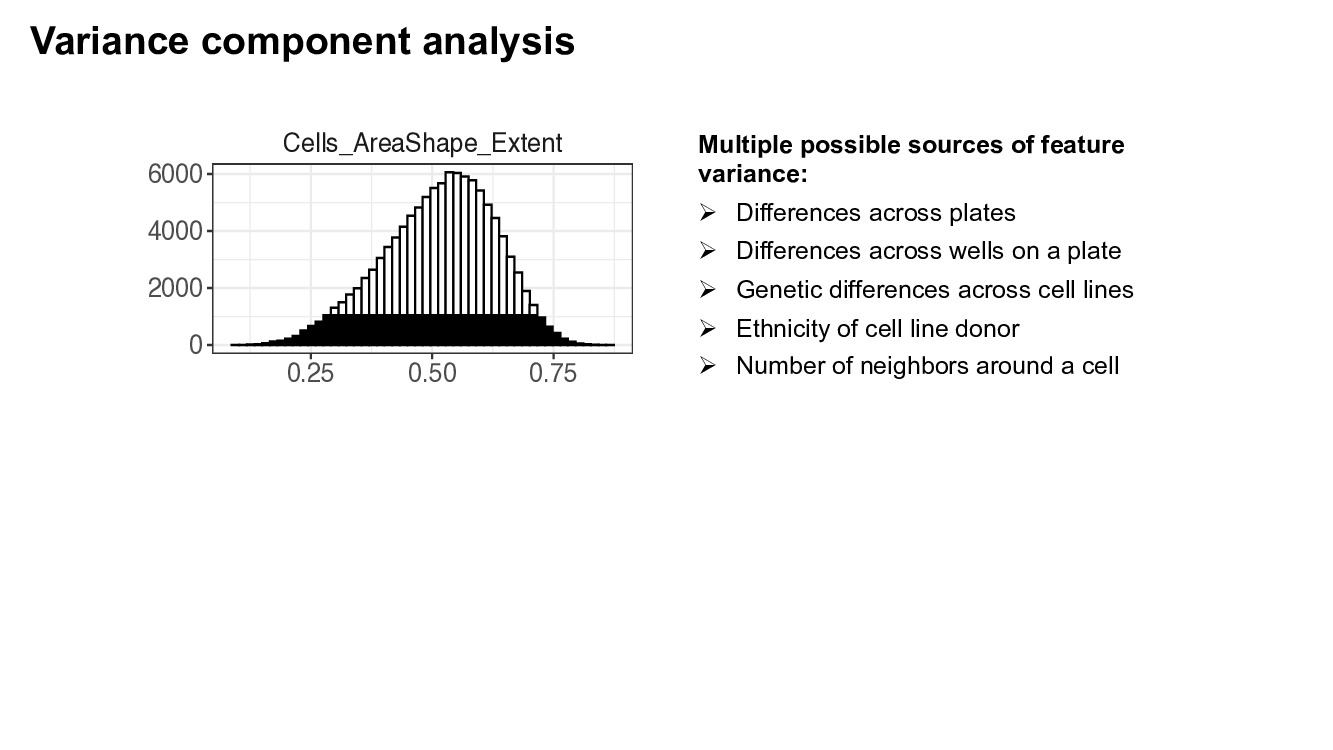 Variance component analysis
Cells_AreaShape_Extent
6000
4000
2000
0
0.25 0.50 0.75
Multiple possible sources of feature
variance:
➢ Differences across plates
➢ Differences across wells on a plate
➢ Genetic differences across cell lines
➢ Ethnicity of cell line donor
➢ Number of neighbors around a cell